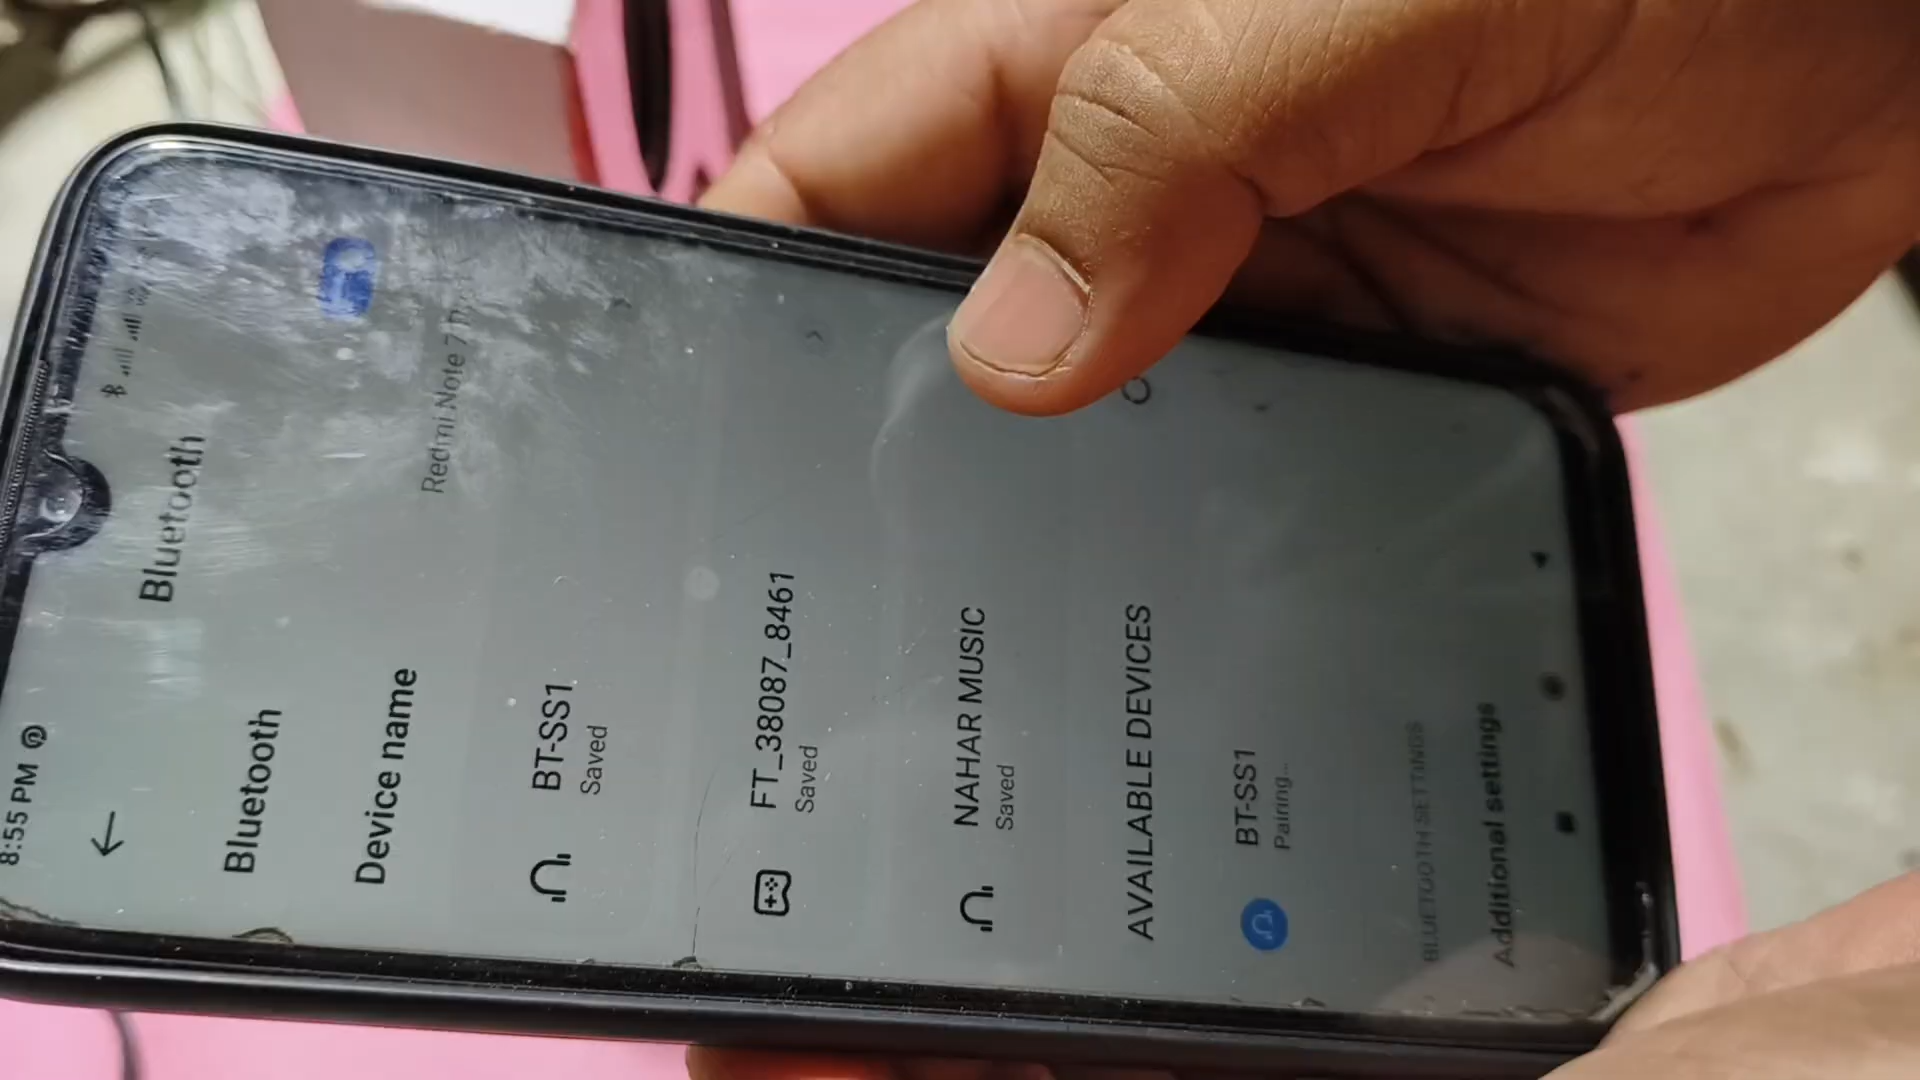 8:55 PM
Bluetooth
Bluetooth
Device name
Redmi Note 7 Pro
BT-SS1
Saved
FT_38087_8461
Saved
NAHAR MUSIC
Saved
AVAILABLE DEVICES
BT-SS1
Pairing...
BLUETOOTH SETTINGS
Additional settings